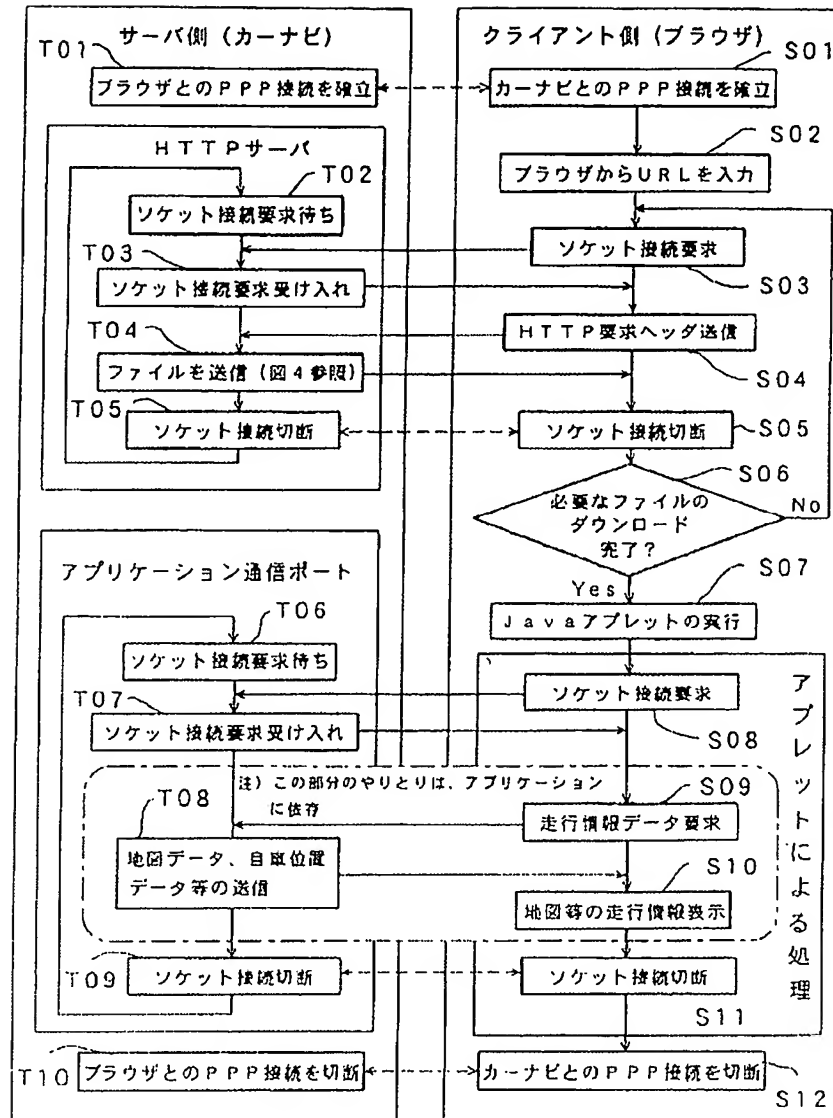 サーバ側(カーナビ)
T01
ブラウザとのPPP接続を確立
HTTPサーバ
T02
ソケット接続要求待ち
T03
ソケット接続要求受け入れ
T04
ファイルを送信(図4参照)
T05
ソケット接続切断
アプリケーション通信ポート
T06
ソケット接続要求待ち
T07
ソケット接続要求受け入れ
T08
地図データ、自車位置
データ等の送信
T09
ソケット接続切断
T10
ブラウザとのPPP接続を切断
クライアント側(ブラウザ)
S01
カーナビとのPPP接続を確立
S02
ブラウザからURLを入力
ソケット接続要求
S03
HTTP要求ヘッダ送信
S04
ソケット接続切断
S05
S06
必要なファイルの
ダウンロード
完了?
No
Yes
S07
Javaアプレットの実行
アプレットによる処理
ソケット接続要求
S08
注)この部分のやりとりは、アプリケーション
に依存
S09
走行情報データ要求
S10
地図等の走行情報表示
ソケット接続切断
S11
カーナビとのPPP接続を切断
S12